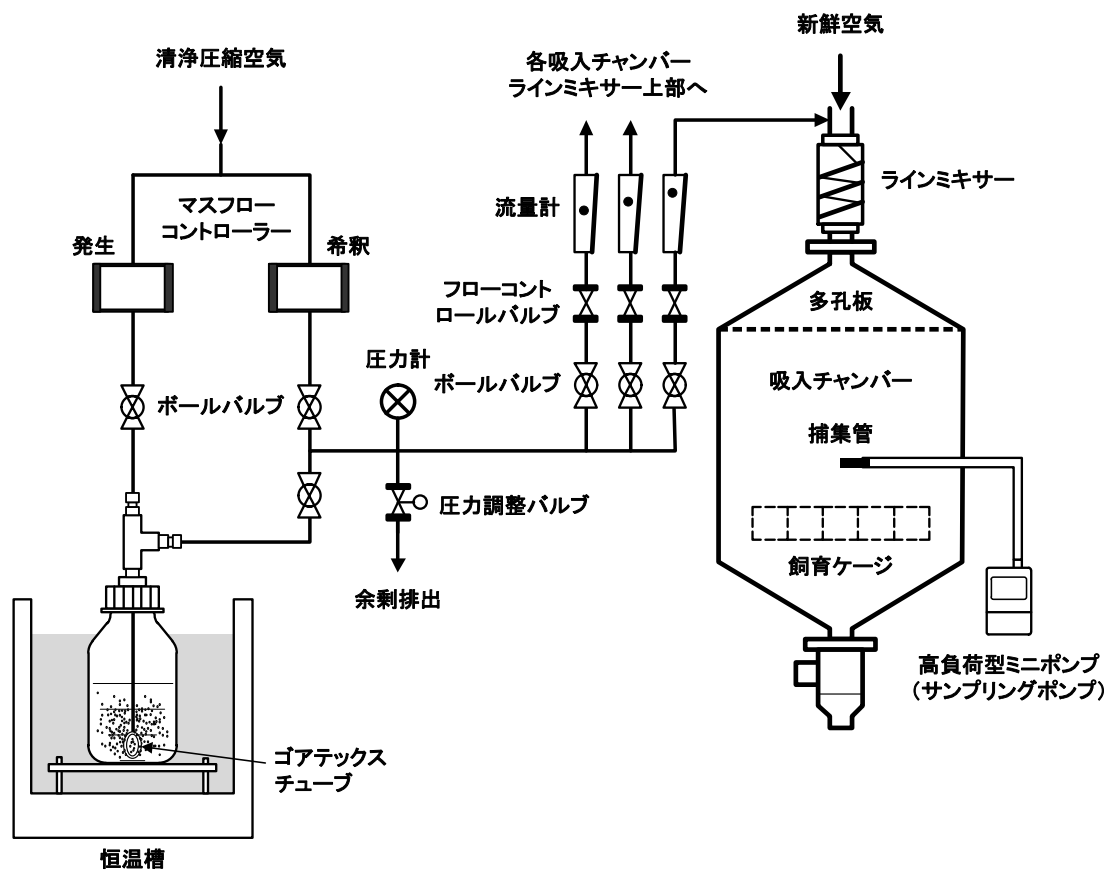 新鮮空気
清浄圧縮空気
各吸入チャンバー
ラインミキサー上部へ
ラインミキサー
マスフロー
コントローラー
流量計
発生
希釈
フローコント
ロールバルブ
多孔板
圧力計
ボールバルブ
吸入チャンバー
ボールバルブ
捕集管
圧力調整バルブ
飼育ケージ
余剰排出
高負荷型ミニポンプ
(サンプリングポンプ)
ゴアテックス
チューブ
恒温槽